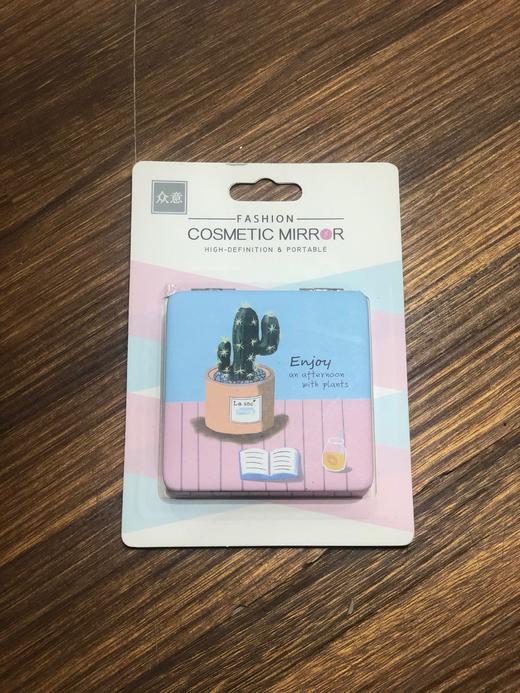 众意
FASHION
COSMETIC MIRROR
HIGH-DEFINITION & PORTABLE
Enjoy
an afternoon
with plants